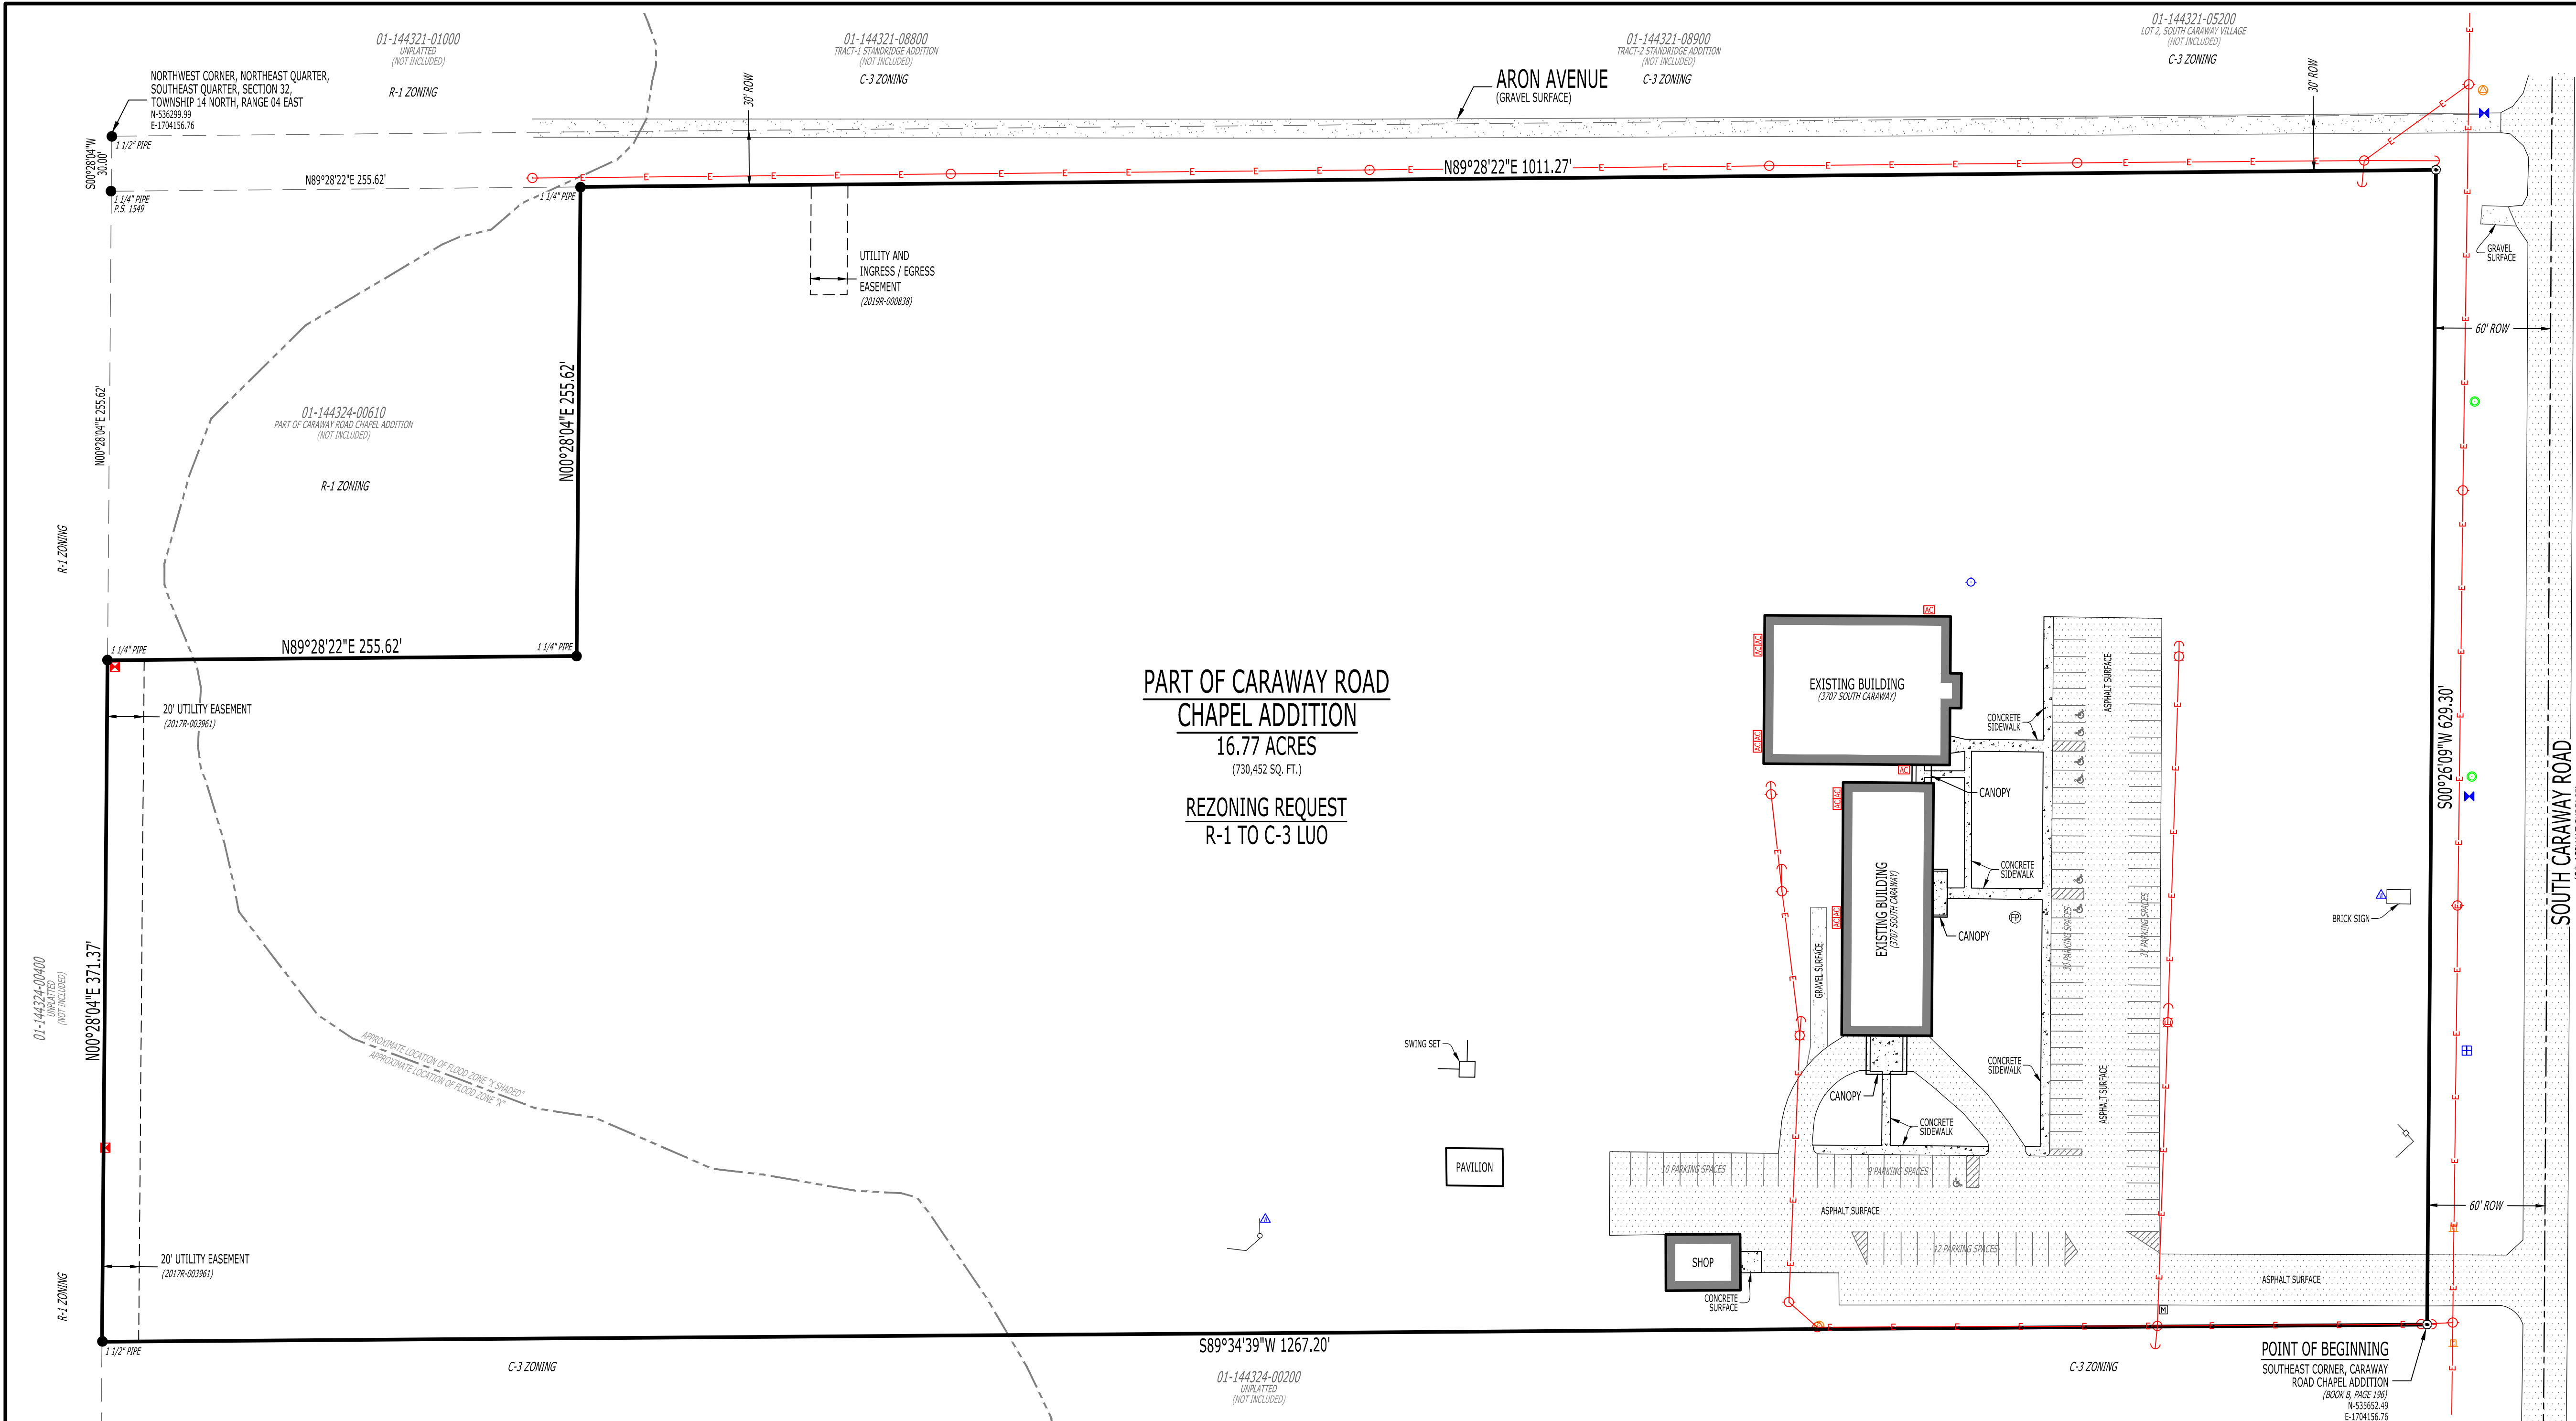 01-144321-01000
UNPLATTED
(NOT INCLUDED)
R-1 ZONING
01-144321-08800
TRACT-1 STANDRIDGE ADDITION
(NOT INCLUDED)
C-3 ZONING
01-144321-08900
TRACT-2 STANDRIDGE ADDITION
(NOT INCLUDED)
C-3 ZONING
01-144321-05200
LOT 2, SOUTH CARAWAY VILLAGE
(NOT INCLUDED)
C-3 ZONING
NORTHWEST CORNER, NORTHEAST QUARTER,
SOUTHEAST QUARTER, SECTION 32,
TOWNSHIP 14 NORTH, RANGE 04 EAST
N-536299.99
E-1704156.76
1 1/2" PIPE
S00°28'04"W
30.00'
1 1/4" PIPE
P.S. 1549
N89°28'22"E 255.62'
1 1/4" PIPE
30' ROW
ARON AVENUE
(GRAVEL SURFACE)
30' ROW
N89°28'22"E 1011.27'
UTILITY AND
INGRESS / EGRESS
EASEMENT
(2019R-000838)
GRAVEL
SURFACE
60' ROW
N00°28'04"E 255.62'
N00°28'04"E 255.62'
01-144324-00610
PART OF CARAWAY ROAD CHAPEL ADDITION
(NOT INCLUDED)
R-1 ZONING
R-1 ZONING
1 1/4" PIPE
N89°28'22"E 255.62'
1 1/4" PIPE
20' UTILITY EASEMENT
(2017R-003961)
PART OF CARAWAY ROAD
CHAPEL ADDITION
16.77 ACRES
(730,452 SQ. FT.)
REZONING REQUEST
R-1 TO C-3 LUO
AC
AC AC
AC AC
EXISTING BUILDING
(3707 SOUTH CARAWAY)
AC
CONCRETE
SIDEWALK
ASPHALT SURFACE
CANOPY
AC AC
EXISTING BUILDING
(3707 SOUTH CARAWAY)
CONCRETE
SIDEWALK
AC AC
CANOPY
FP
37 PARKING SPACES
GRAVEL SURFACE
S00°26'09"W 629.30'
SOUTH CARAWAY ROAD
BRICK SIGN
01-144324-00400
UNPLATTED
(NOT INCLUDED)
N00°28'04"E 371.37'
APPROXIMATE LOCATION OF FLOOD ZONE "X SHADED"
APPROXIMATE LOCATION OF FLOOD ZONE "X"
SWING SET
PAVILION
CANOPY
CONCRETE
SIDEWALK
CONCRETE
SIDEWALK
ASPHALT SURFACE
10 PARKING SPACES
9 PARKING SPACES
ASPHALT SURFACE
12 PARKING SPACES
60' ROW
SHOP
CONCRETE
SURFACE
ASPHALT SURFACE
M
20' UTILITY EASEMENT
(2017R-003961)
R-1 ZONING
1 1/2" PIPE
C-3 ZONING
S89°34'39"W 1267.20'
01-144324-00200
UNPLATTED
(NOT INCLUDED)
C-3 ZONING
POINT OF BEGINNING
SOUTHEAST CORNER, CARAWAY
ROAD CHAPEL ADDITION
(BOOK B, PAGE 196)
N-535652.49
E-1704156.76